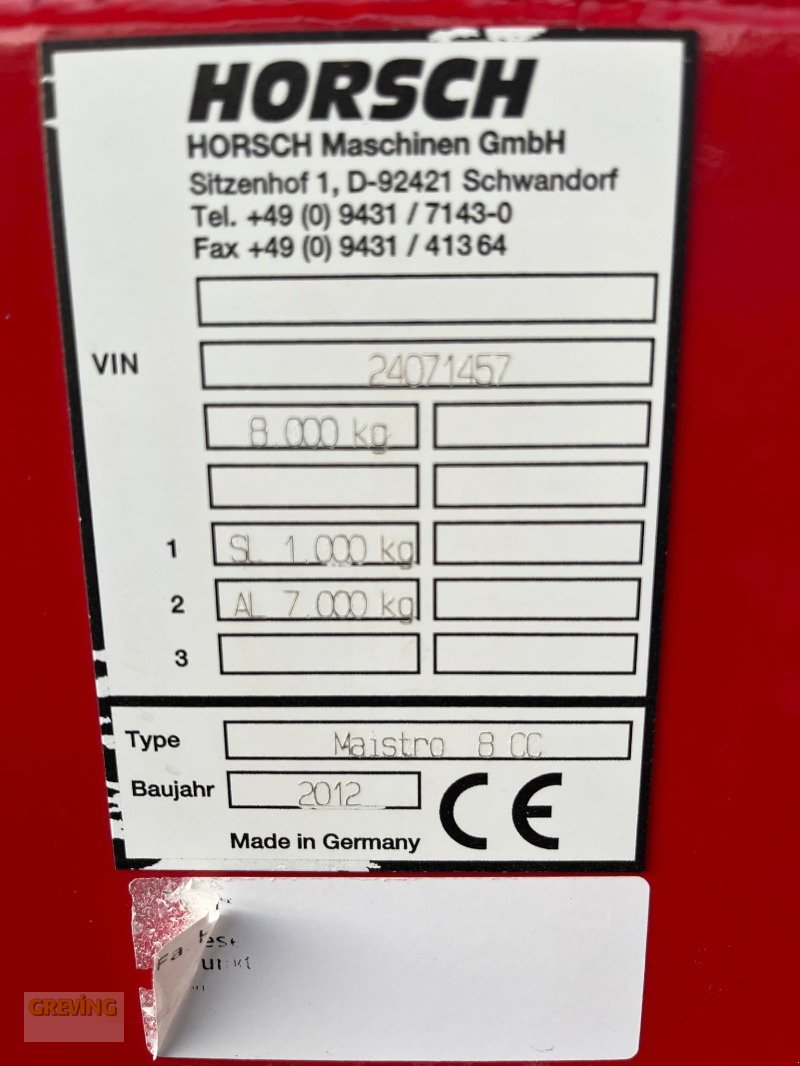 HORSCH
HORSCH Maschinen GmbH
Sitzenhof 1, D-92421 Schwandorf
Tel. +49 (0) 9431 / 7143-0
Fax +49 (0) 9431 / 41364
VIN 24071457
8.000 kg
1 SL 1.000 kg
2 AL 7.000 kg
3
Type Maistro 8 CC
Baujahr 2012
CE
Made in Germany
GREVING